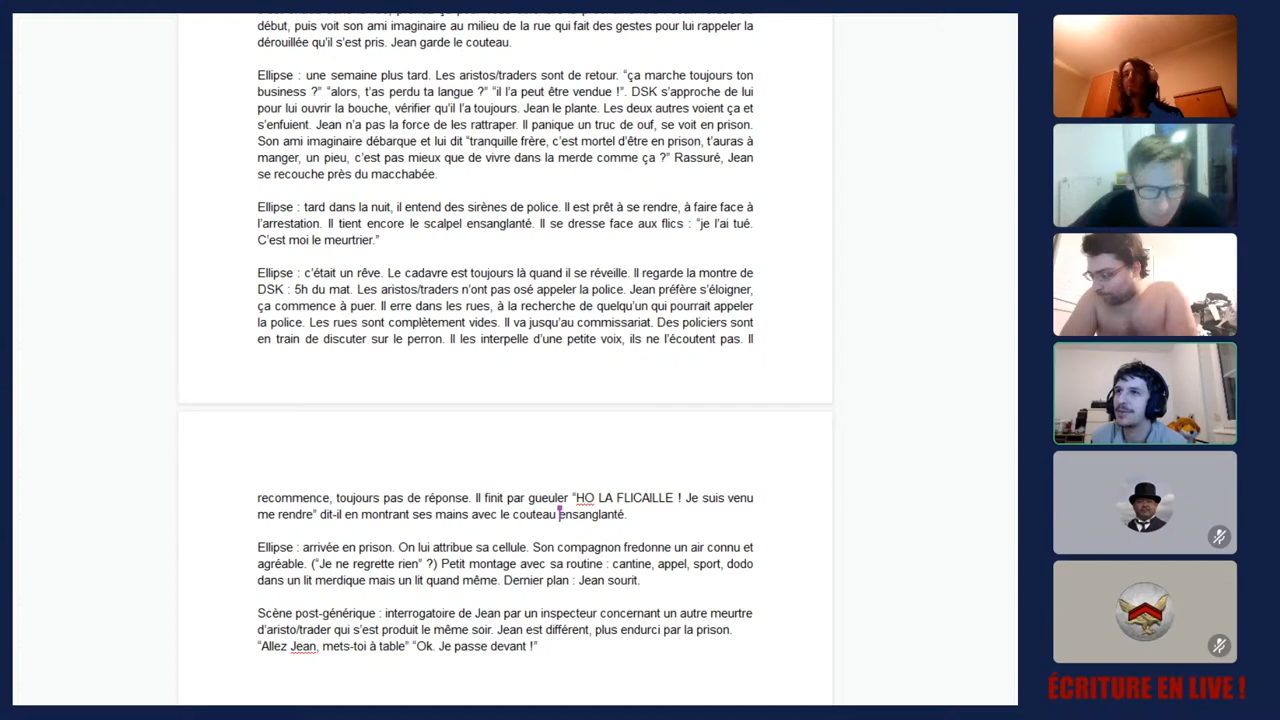 début, puis voit son ami imaginaire au milieu de la rue qui fait des gestes pour lui rappeler la
dérouillée qu'il s'est pris. Jean garde le couteau.
Ellipse : une semaine plus tard. Les aristos/traders sont de retour. “ça marche toujours ton
business ?” “alors, t'as perdu ta langue ?” “il l'a peut être vendue !”. DSK s'approche de lui
pour lui ouvrir la bouche, vérifier qu'il l'a toujours. Jean le plante. Les deux autres voient ça et
s'enfuient. Jean n'a pas la force de les rattraper. Il panique un truc de ouf, se voit en prison.
Son ami imaginaire débarque et lui dit “tranquille frère, c'est mortel d'être en prison, t'auras à
manger, un pieu, c'est pas mieux que de vivre dans la merde comme ça ?” Rassuré, Jean
se recouche près du macchabée.
Ellipse : tard dans la nuit, il entend des sirènes de police. Il est prêt à se rendre, à faire face à
l'arrestation. Il tient encore le scalpel ensanglanté. Il se dresse face aux flics : “je l'ai tué.
C'est moi le meurtrier.”
Ellipse : c'était un rêve. Le cadavre est toujours là quand il se réveille. Il regarde la montre de
DSK : 5h du mat. Les aristos/traders n'ont pas osé appeler la police. Jean préfère s'éloigner,
ça commence à puer. Il erre dans les rues, à la recherche de quelqu'un qui pourrait appeler
la police. Les rues sont complètement vides. Il va jusqu'au commissariat. Des policiers sont
en train de discuter sur le perron. Il les interpelle d'une petite voix, ils ne l'écoutent pas. Il
recommence, toujours pas de réponse. Il finit par gueuler “HO LA FLICAILLE ! Je suis venu
me rendre” dit-il en montrant ses mains avec le couteau ensanglanté.
Ellipse : arrivée en prison. On lui attribue sa cellule. Son compagnon fredonne un air connu et
agréable. (“Je ne regrette rien” ?) Petit montage avec sa routine : cantine, appel, sport, dodo
dans un lit merdique mais un lit quand même. Dernier plan : Jean sourit.
Scène post-générique : interrogatoire de Jean par un inspecteur concernant un autre meurtre
d'aristo/trader qui s'est produit le même soir. Jean est différent, plus endurci par la prison.
“Allez Jean, mets-toi à table” “Ok. Je passe devant !”
ÉCRITURE EN LIVE !